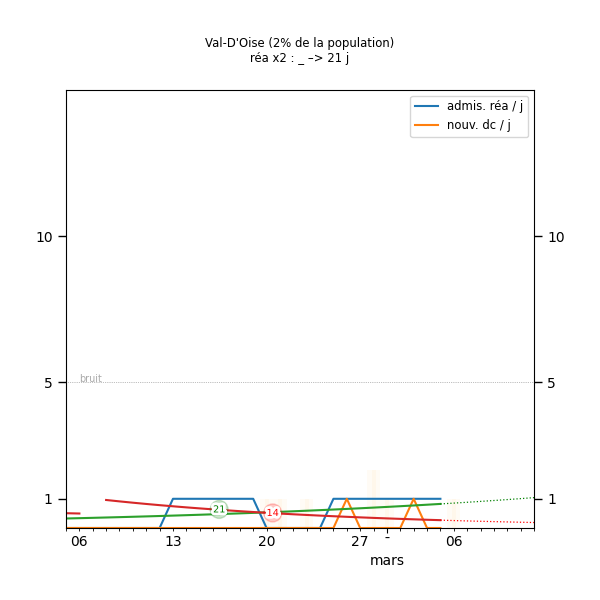 Val-D'Oise (2% de la population)
réa x2 : _ –> 21 j
admis. réa / j
nouv. dc / j
10 10
bruit
5 5
21
14
1 1
06 13 20 27 - 06
mars